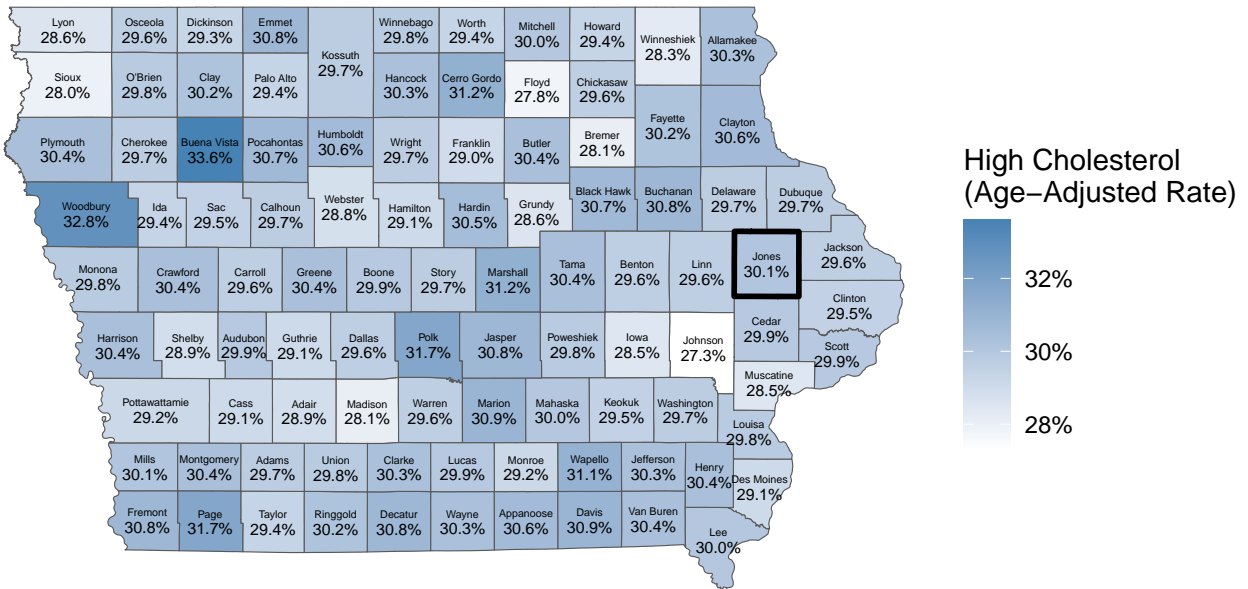 Lyon
28.6%
Osceola
29.6%
Dickinson
29.3%
Emmet
30.8%
Kossuth
29.7%
Winnebago
29.8%
Worth
29.4%
Mitchell
30.0%
Howard
29.4%
Winneshiek
28.3%
Allamakee
30.3%
Sioux
28.0%
O'Brien
29.8%
Clay
30.2%
Palo Alto
29.4%
Hancock
30.3%
Cerro Gordo
31.2%
Floyd
27.8%
Chickasaw
29.6%
Fayette
30.2%
Clayton
30.6%
Plymouth
30.4%
Cherokee
29.7%
Buena Vista
33.6%
Pocahontas
30.7%
Humboldt
30.6%
Wright
29.7%
Franklin
29.0%
Butler
30.4%
Bremer
28.1%
Woodbury
32.8%
Ida
29.4%
Sac
29.5%
Calhoun
29.7%
Webster
28.8%
Hamilton
29.1%
Hardin
30.5%
Grundy
28.6%
Black Hawk
30.7%
Buchanan
30.8%
Delaware
29.7%
Dubuque
29.7%
Monona
29.8%
Crawford
30.4%
Carroll
29.6%
Greene
30.4%
Boone
29.9%
Story
29.7%
Marshall
31.2%
Tama
30.4%
Benton
29.6%
Linn
29.6%
Jones
30.1%
Jackson
29.6%
Clinton
29.5%
Harrison
30.4%
Shelby
28.9%
Audubon
29.9%
Guthrie
29.1%
Dallas
29.6%
Polk
31.7%
Jasper
30.8%
Poweshiek
29.8%
Iowa
28.5%
Johnson
27.3%
Cedar
29.9%
Scott
29.9%
Muscatine
28.5%
Pottawattamie
29.2%
Cass
29.1%
Adair
28.9%
Madison
28.1%
Warren
29.6%
Marion
30.9%
Mahaska
30.0%
Keokuk
29.5%
Washington
29.7%
Louisa
29.8%
Mills
30.1%
Montgomery
30.4%
Adams
29.7%
Union
29.8%
Clarke
30.3%
Lucas
29.9%
Monroe
29.2%
Wapello
31.1%
Jefferson
30.3%
Henry
30.4%
Des Moines
29.1%
Fremont
30.8%
Page
31.7%
Taylor
29.4%
Ringgold
30.2%
Decatur
30.8%
Wayne
30.3%
Appanoose
30.6%
Davis
30.9%
Van Buren
30.4%
Lee
30.0%
High Cholesterol
(Age−Adjusted Rate)
32%
30%
28%